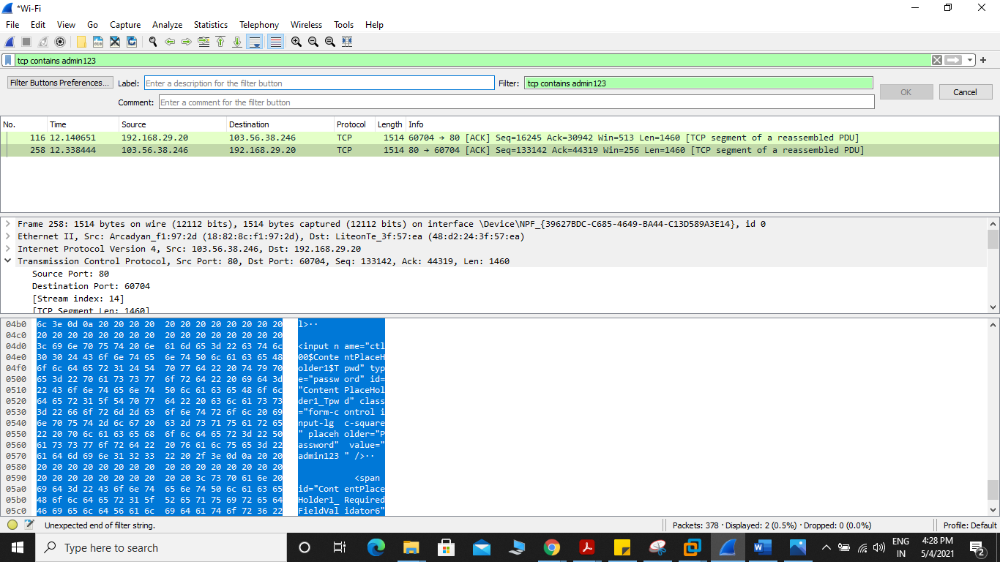 *Wi-Fi
File Edit View Go Capture Analyze Statistics Telephony Wireless Tools Help
tcp contains admin123
Filter Buttons Preferences... Label: Enter a description for the filter button Filter: tcp contains admin123 OK Cancel
Comment: Enter a comment for the filter button
No. Time Source Destination Protocol Length Info
116 12.140651 192.168.29.20 103.56.38.246 TCP 1514 60704 → 80 [ACK] Seq=16245 Ack=30942 Win=513 Len=1460 [TCP segment of a reassembled PDU]
258 12.338444 103.56.38.246 192.168.29.20 TCP 1514 80 → 60704 [ACK] Seq=133142 Ack=44319 Win=256 Len=1460 [TCP segment of a reassembled PDU]
Frame 258: 1514 bytes on wire (12112 bits), 1514 bytes captured (12112 bits) on interface \Device\NPF_{39627BDC-C685-4649-BA44-C13D589A3E14}, id 0
Ethernet II, Src: Arcadyan_f1:97:2d (18:82:8c:f1:97:2d), Dst: LiteonTe_3f:57:ea (48:d2:24:3f:57:ea)
Internet Protocol Version 4, Src: 103.56.38.246, Dst: 192.168.29.20
Transmission Control Protocol, Src Port: 80, Dst Port: 60704, Seq: 133142, Ack: 44319, Len: 1460
Source Port: 80
Destination Port: 60704
[Stream index: 14]
[TCP Segment Len: 1460]
04b0 6c 3e 0d 0a 20 20 20 20 20 20 20 20 20 20 20 20 l>··
04c0 20 20 20 20 20 20 20 20 20 20 20 20 20 20 20 20
04d0 3c 69 6e 70 75 74 20 6e 61 6d 65 3d 22 63 74 6c <input n ame="ctl
04e0 30 30 24 43 6f 6e 74 65 6e 74 50 6c 61 63 65 48 00$Conte ntPlaceH
04f0 6f 6c 64 65 72 31 24 54 70 77 64 22 20 74 79 70 older1$T pwd" typ
0500 65 3d 22 70 61 73 73 77 6f 72 64 22 20 69 64 3d e="passw ord" id=
0510 22 43 6f 6e 74 65 6e 74 50 6c 61 63 65 48 6f 6c "Content PlaceHol
0520 64 65 72 31 5f 54 70 77 64 22 20 63 6c 61 73 73 der1_Tpw d" class
0530 3d 22 66 6f 72 6d 2d 63 6f 6e 74 72 6f 6c 20 69 ="form-c ontrol i
0540 6e 70 75 74 2d 6c 67 20 63 2d 73 71 75 61 72 65 nput-lg c-square
0550 22 20 70 6c 61 63 65 68 6f 6c 64 65 72 3d 22 50 " placeh older="P
0560 61 73 73 77 6f 72 64 22 20 76 61 6c 75 65 3d 22 assword" value="
0570 61 64 6d 69 6e 31 32 33 22 20 2f 3e 0d 0a 20 20 admin123 " />··
0580 20 20 20 20 20 20 20 20 20 20 20 20 20 20 20 20
0590 20 20 20 20 20 20 20 20 20 20 3c 73 70 61 6e 20 <span
05a0 69 64 3d 22 43 6f 6e 74 65 6e 74 50 6c 61 63 65 id="Cont entPlace
05b0 48 6f 6c 64 65 72 31 5f 52 65 71 75 69 72 65 64 Holder1_ Required
05c0 46 69 65 6c 64 56 61 6c 69 64 61 74 6f 72 36 22 FieldVal idator6"
Unexpected end of filter string. Packets: 378 · Displayed: 2 (0.5%) · Dropped: 0 (0.0%) Profile: Default
Type here to search ENG 4:28 PM
IN 5/4/2021 2